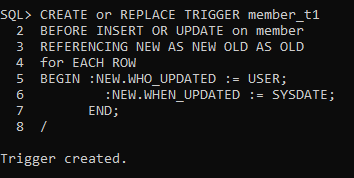 SQL> CREATE or REPLACE TRIGGER member_t1
  2  BEFORE INSERT OR UPDATE on member
  3  REFERENCING NEW AS NEW OLD AS OLD
  4  for EACH ROW
  5  BEGIN :NEW.WHO_UPDATED := USER;
  6        :NEW.WHEN_UPDATED := SYSDATE;
  7      END;
  8  /
Trigger created.